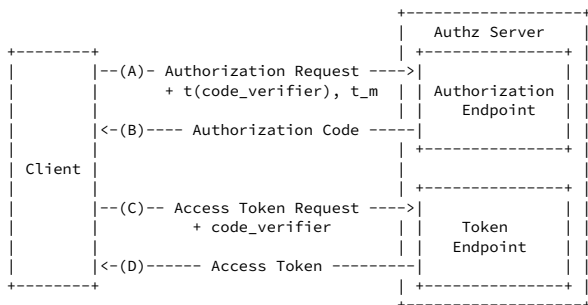 Authz Server
--(A)- Authorization Request ---->
+ t(code_verifier), t_m
Authorization
Endpoint
<-(B)---- Authorization Code -----
Client
--(C)-- Access Token Request ---->
+ code_verifier
Token
Endpoint
<-(D)------ Access Token ---------